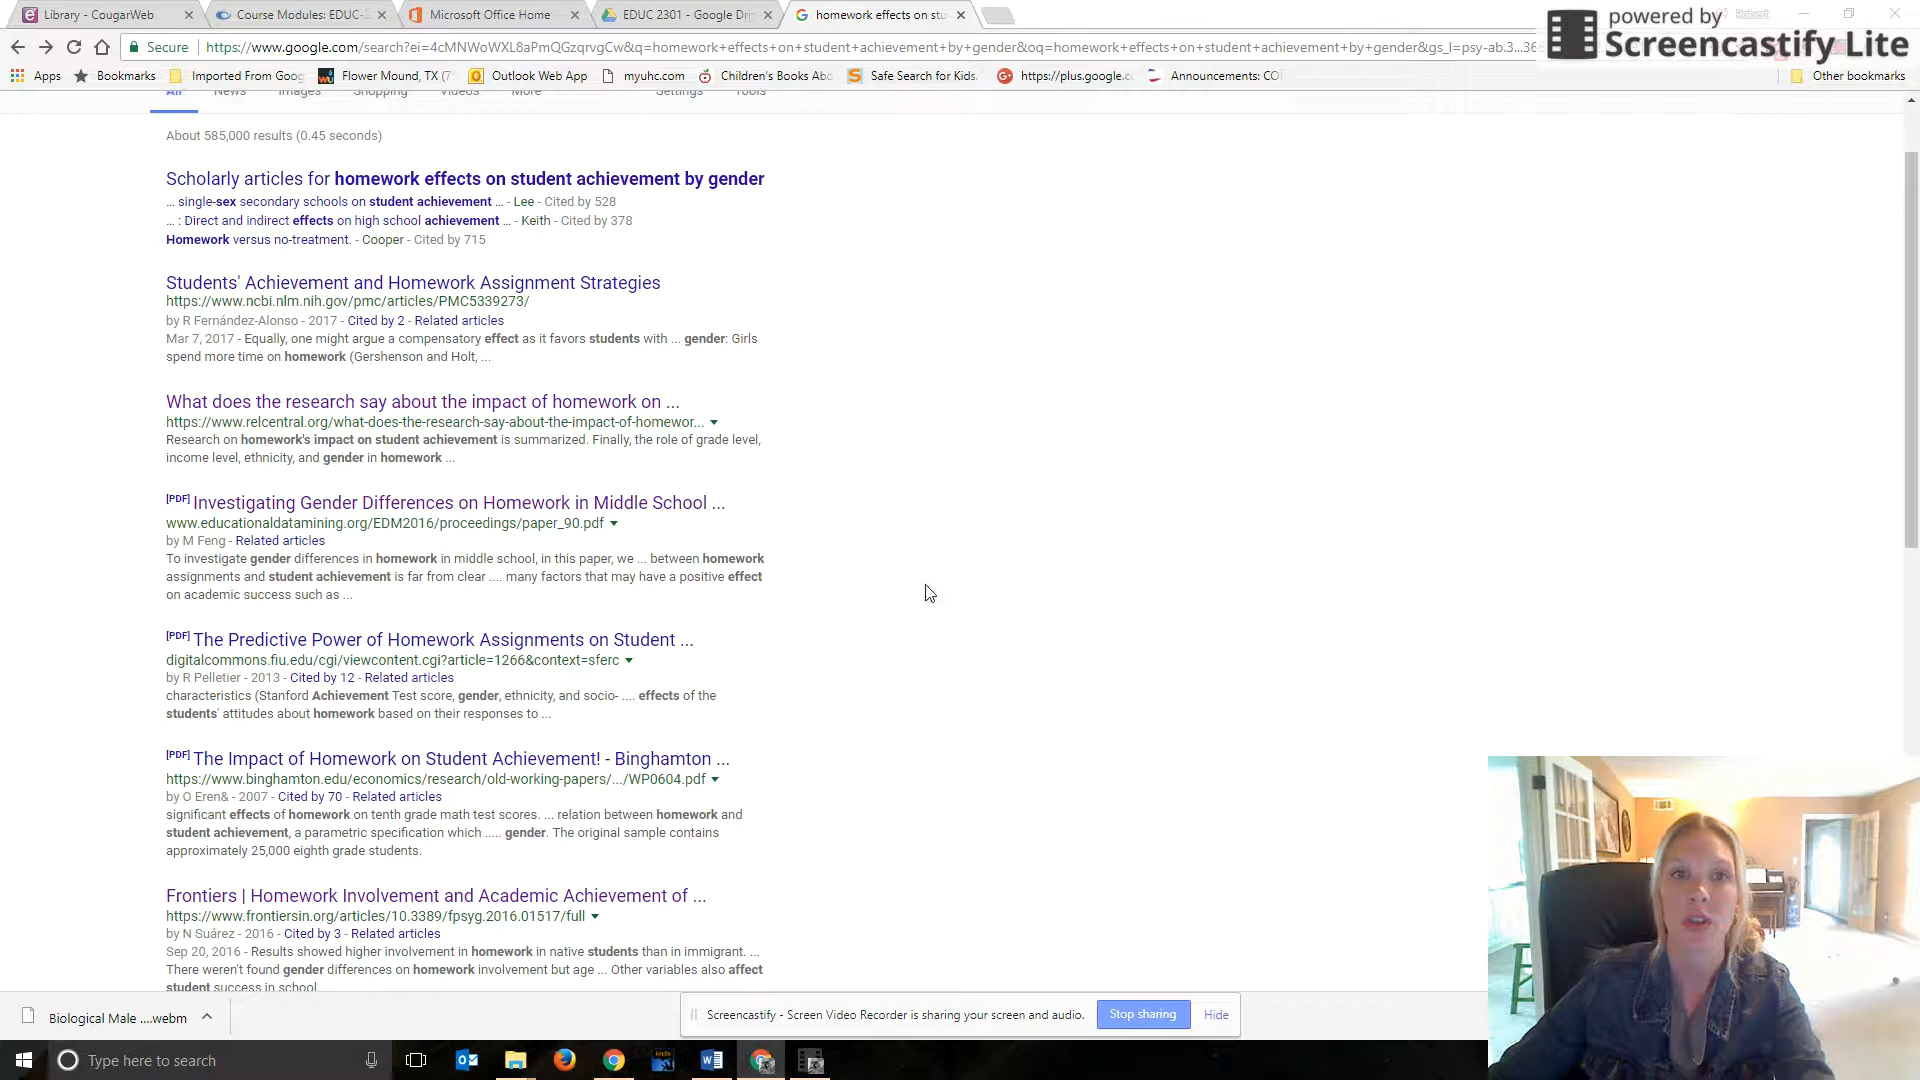 Library - CougarWeb
Course Modules: EDUC-
Microsoft Office Home
EDUC 2301 - Google Dri
homework effects on stu
Robert
powered by
Screencastify Lite
Secure
https://www.google.com/search?ei=4cMNWoWXL8aPmQGzqrvgCw&q=homework+effects+on+student+achievement+by+gender&oq=homework+effects+on+student+achievement+by+gender&gs_l=psy-ab.3...36
Apps
Bookmarks
Imported From Goog
Flower Mound, TX (7
Outlook Web App
myuhc.com
Children's Books Abo
Safe Search for Kids.
https://plus.google.c
Announcements: CO
Other bookmarks
All News Images Shopping Videos More Settings Tools
About 585,000 results (0.45 seconds)
Scholarly articles for homework effects on student achievement by gender
... single-sex secondary schools on student achievement ... - Lee - Cited by 528
... : Direct and indirect effects on high school achievement ... - Keith - Cited by 378
Homework versus no-treatment. - Cooper - Cited by 715
Students' Achievement and Homework Assignment Strategies
https://www.ncbi.nlm.nih.gov/pmc/articles/PMC5339273/
by R Fernández-Alonso - 2017 - Cited by 2 - Related articles
Mar 7, 2017 - Equally, one might argue a compensatory effect as it favors students with ... gender: Girls
spend more time on homework (Gershenson and Holt, ...
What does the research say about the impact of homework on ...
https://www.relcentral.org/what-does-the-research-say-about-the-impact-of-homewor...
Research on homework's impact on student achievement is summarized. Finally, the role of grade level,
income level, ethnicity, and gender in homework ...
[PDF] Investigating Gender Differences on Homework in Middle School ...
www.educationaldatamining.org/EDM2016/proceedings/paper_90.pdf
by M Feng - Related articles
To investigate gender differences in homework in middle school, in this paper, we ... between homework
assignments and student achievement is far from clear .... many factors that may have a positive effect
on academic success such as ...
[PDF] The Predictive Power of Homework Assignments on Student ...
digitalcommons.fiu.edu/cgi/viewcontent.cgi?article=1266&context=sferc
by R Pelletier - 2013 - Cited by 12 - Related articles
characteristics (Stanford Achievement Test score, gender, ethnicity, and socio- .... effects of the
students' attitudes about homework based on their responses to ...
[PDF] The Impact of Homework on Student Achievement! - Binghamton ...
https://www.binghamton.edu/economics/research/old-working-papers/.../WP0604.pdf
by O Eren& - 2007 - Cited by 70 - Related articles
significant effects of homework on tenth grade math test scores. ... relation between homework and
student achievement, a parametric specification which ..... gender. The original sample contains
approximately 25,000 eighth grade students.
Frontiers | Homework Involvement and Academic Achievement of ...
https://www.frontiersin.org/articles/10.3389/fpsyg.2016.01517/full
by N Suárez - 2016 - Cited by 3 - Related articles
Sep 20, 2016 - Results showed higher involvement in homework in native students than in immigrant. ...
There weren't found gender differences on homework involvement but age ... Other variables also affect
student success in school
Biological Male ....webm
Screencastify - Screen Video Recorder is sharing your screen and audio.
Stop sharing
Hide
Type here to search
kindle